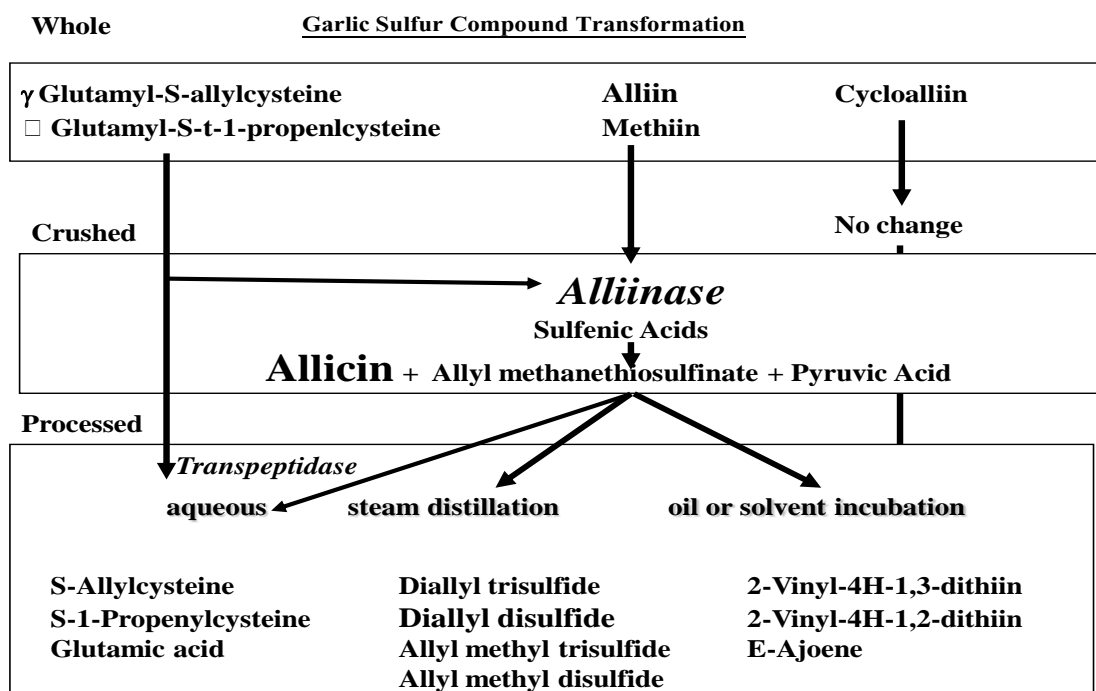 Whole
Garlic Sulfur Compound Transformation
γ Glutamyl-S-allylcysteine
Alliin
Cycloalliin
□ Glutamyl-S-t-1-propenlcysteine
Methiin
No change
Crushed
Alliinase
Sulfenic Acids
Allicin + Allyl methanethiosulfinate + Pyruvic Acid
Processed
Transpeptidase
aqueous
steam distillation
oil or solvent incubation
S-Allylcysteine
Diallyl trisulfide
2-Vinyl-4H-1,3-dithiin
S-1-Propenylcysteine
Diallyl disulfide
2-Vinyl-4H-1,2-dithiin
Glutamic acid
Allyl methyl trisulfide
E-Ajoene
Allyl methyl disulfide